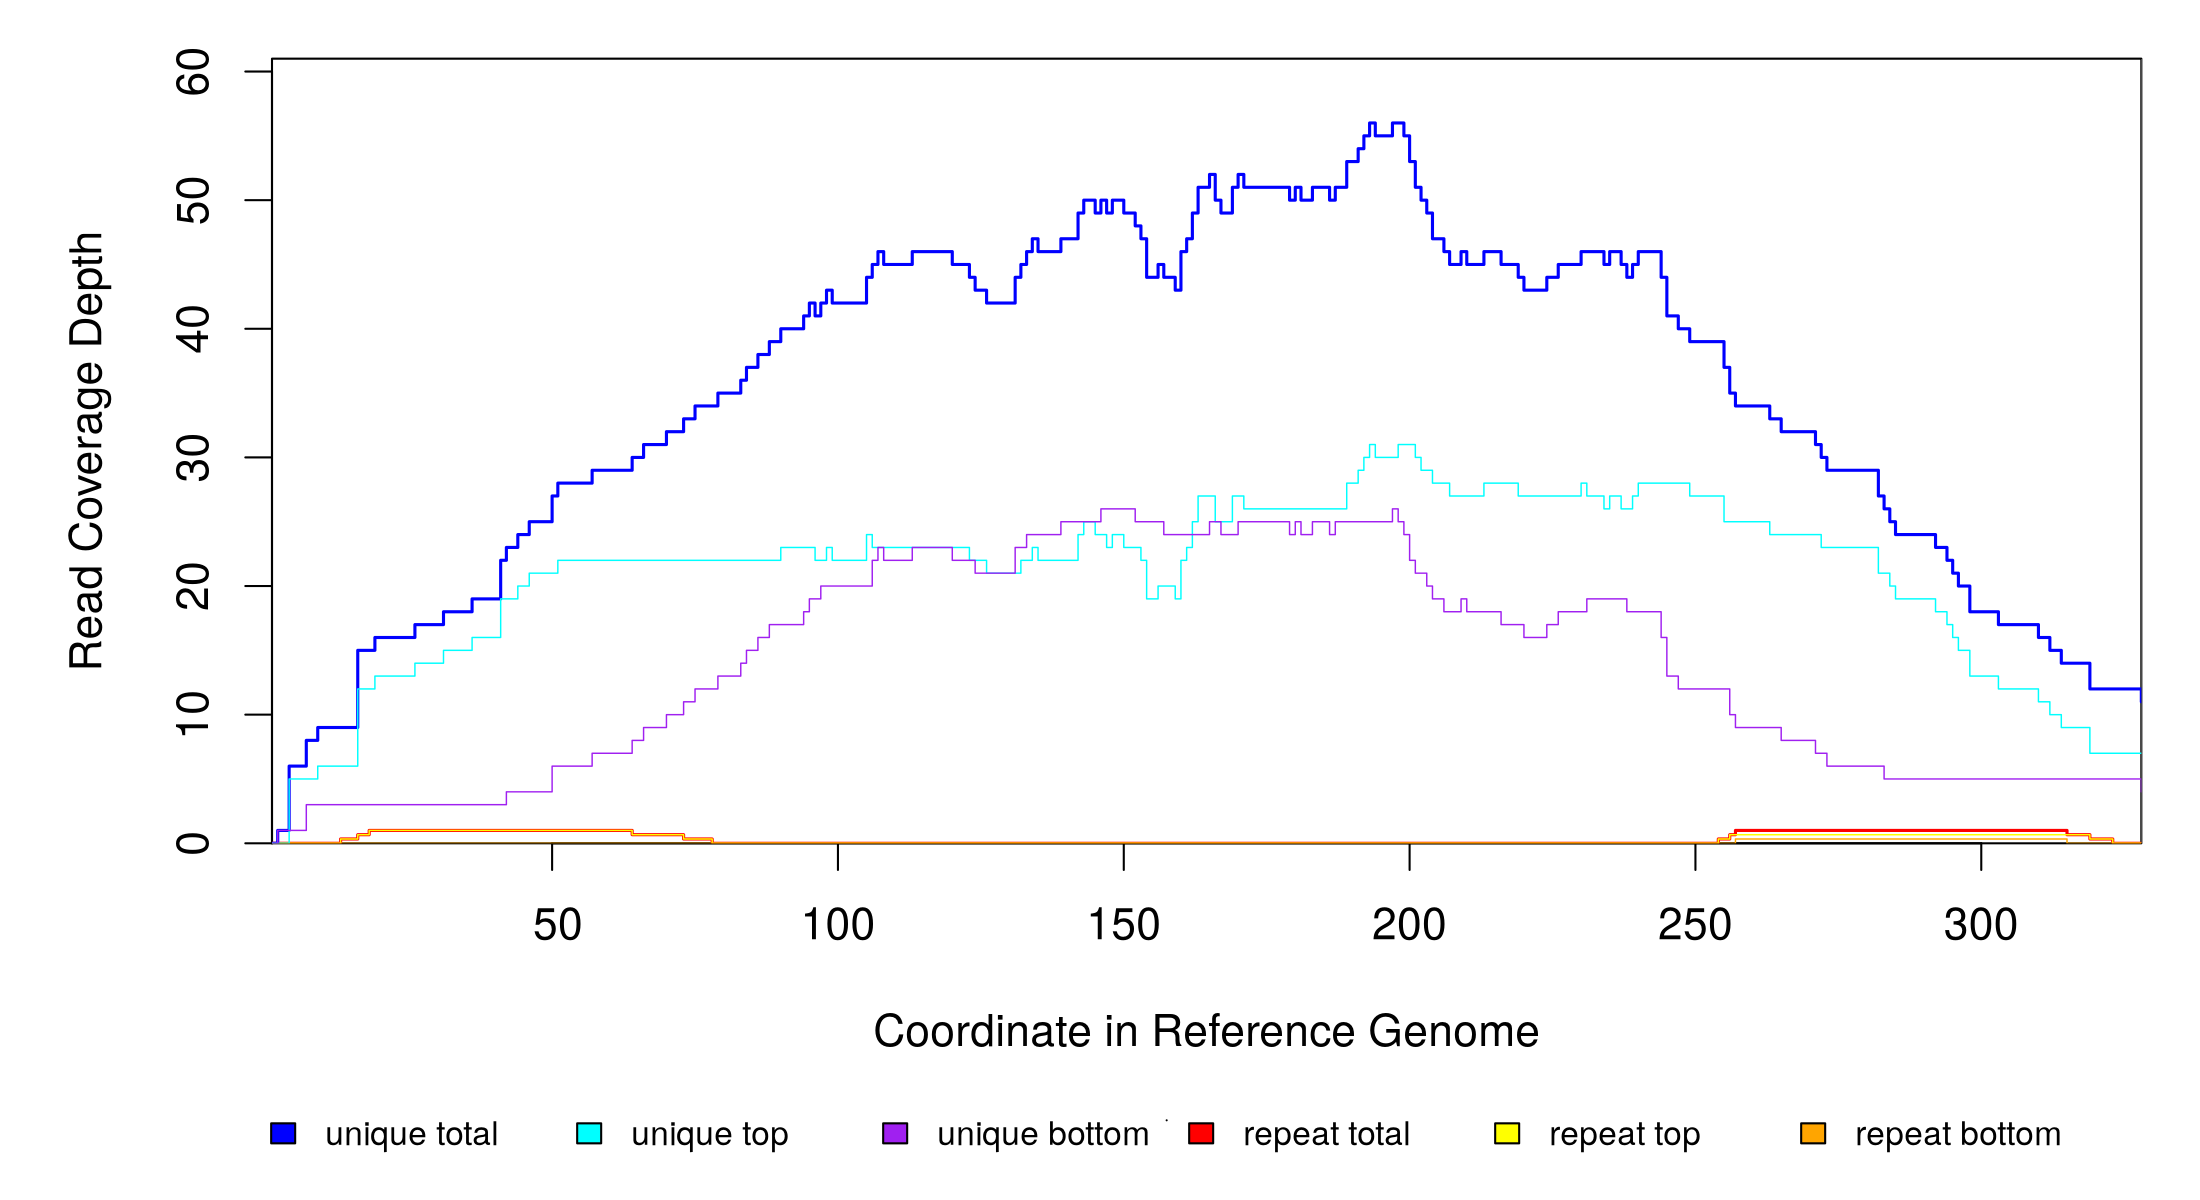 60
50
40
30
20
10
0
Read Coverage Depth
50 100 150 200 250 300
Coordinate in Reference Genome
unique total unique top unique bottom repeat total repeat top repeat bottom